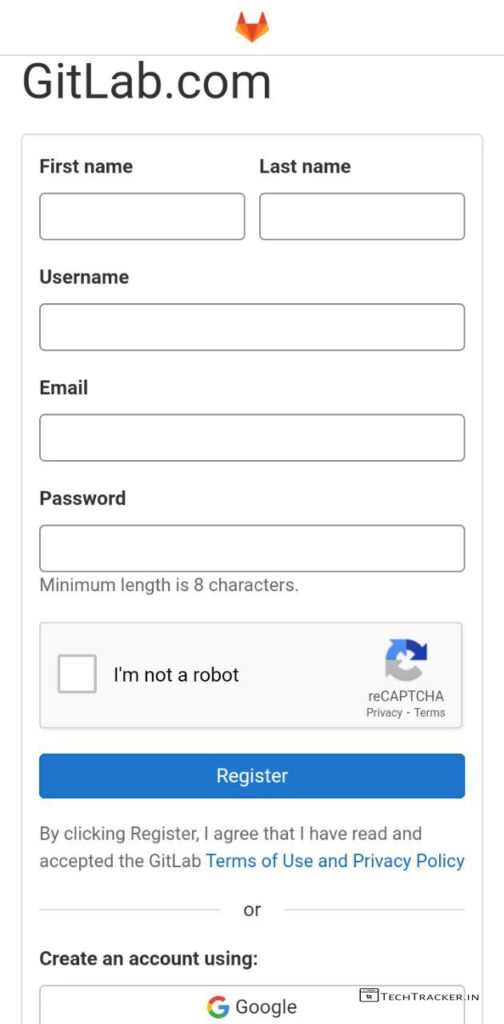 GitLab.com
First name Last name
Username
Email
Password
Minimum length is 8 characters.
I'm not a robot
reCAPTCHA
Privacy - Terms
Register
By clicking Register, I agree that I have read and
accepted the GitLab Terms of Use and Privacy Policy
or
Create an account using:
Google
TECHTRACKER.IN